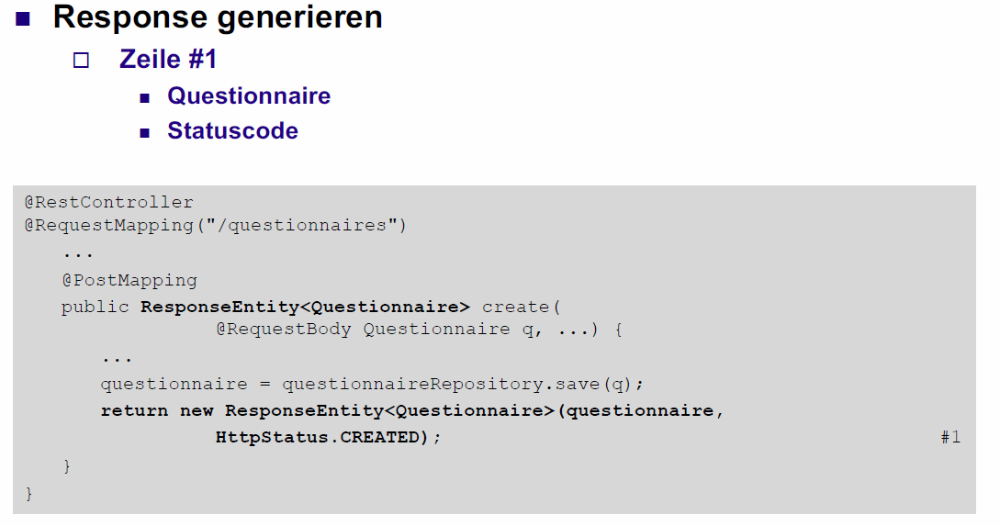 Response generieren
Zeile #1
Questionnaire
Statuscode
@RestController
@RequestMapping("/questionnaires")
...
@PostMapping
public ResponseEntity<Questionnaire> create(
@RequestBody Questionnaire q, ...) {
...
questionnaire = questionnaireRepository.save(q);
return new ResponseEntity<Questionnaire>(questionnaire,
HttpStatus.CREATED); #1
}
}